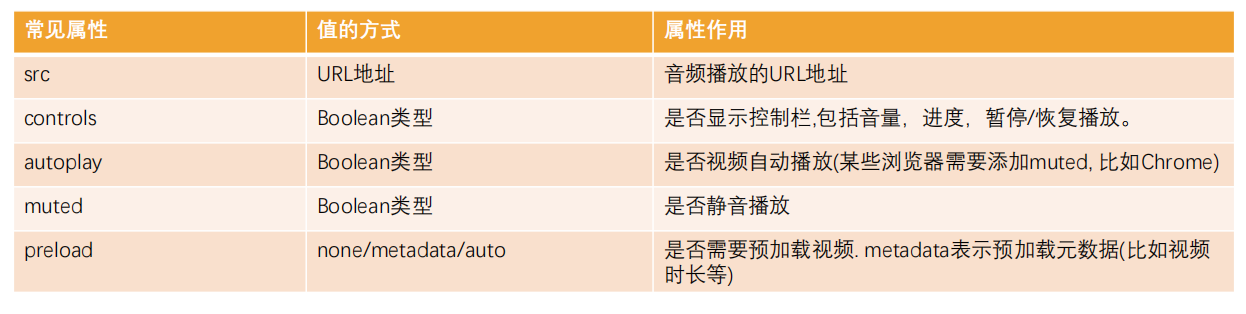 常见属性 值的方式 属性作用
src URL地址 音频播放的URL地址
controls Boolean类型 是否显示控制栏,包括音量，进度，暂停/恢复播放。
autoplay Boolean类型 是否视频自动播放(某些浏览器需要添加muted, 比如Chrome)
muted Boolean类型 是否静音播放
preload none/metadata/auto 是否需要预加载视频. metadata表示预加载元数据(比如视频
时长等)